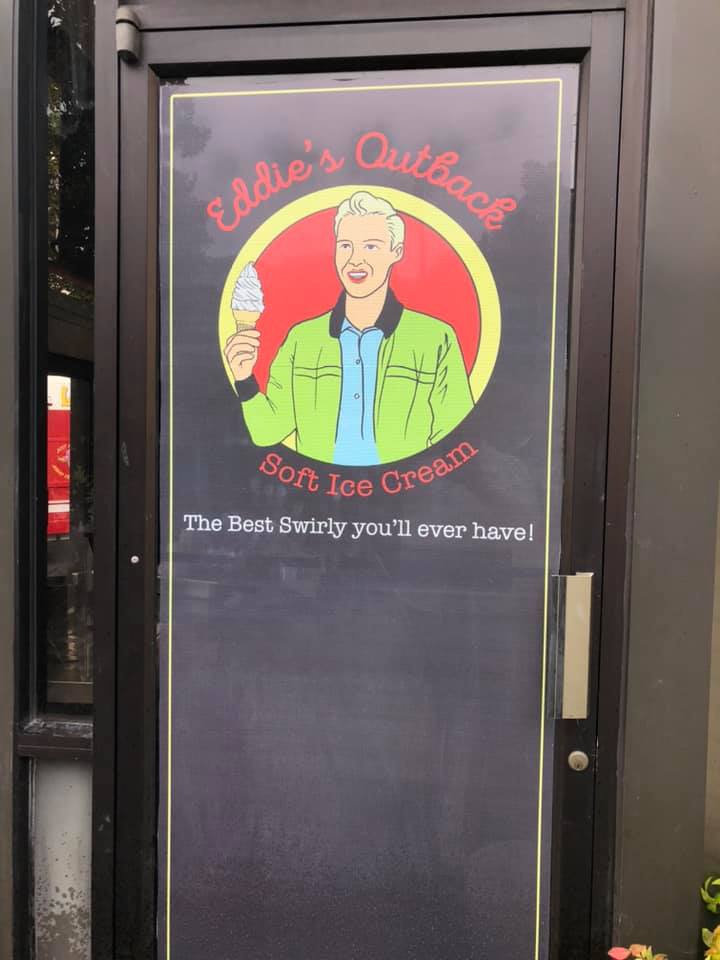 Eddie's Outback
Soft Ice Cream
The Best Swirly you'll ever have!